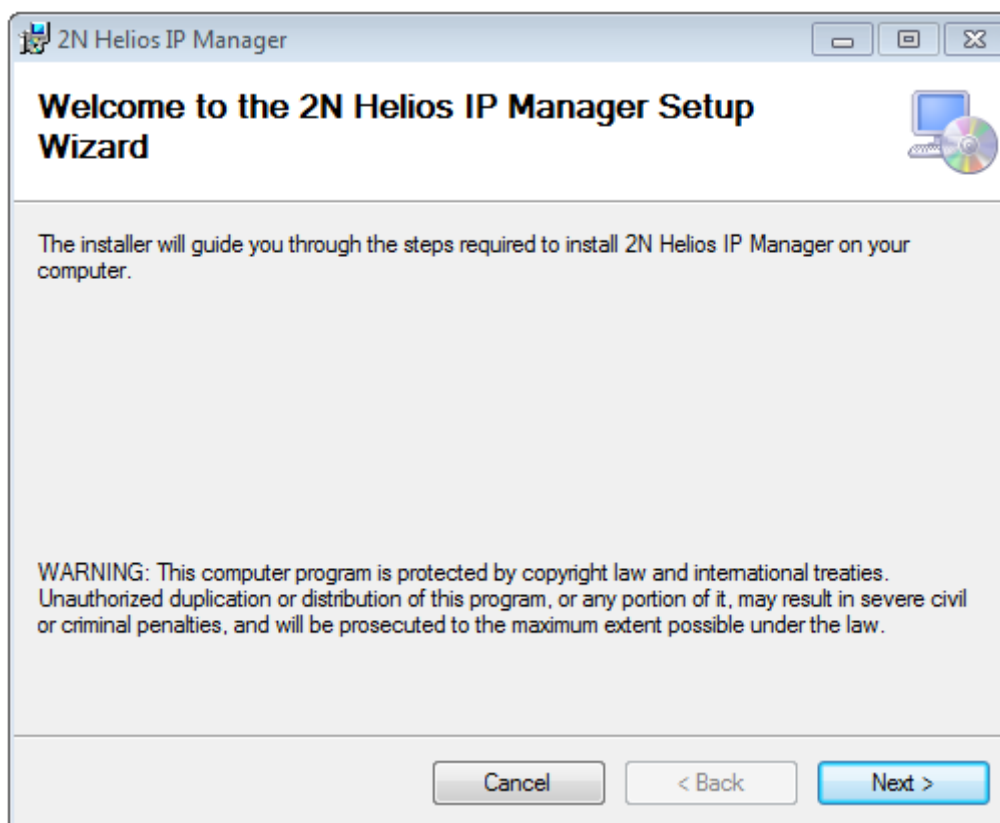 2N Helios IP Manager
Welcome to the 2N Helios IP Manager Setup
Wizard
The installer will guide you through the steps required to install 2N Helios IP Manager on your
computer.
WARNING: This computer program is protected by copyright law and international treaties.
Unauthorized duplication or distribution of this program, or any portion of it, may result in severe civil
or criminal penalties, and will be prosecuted to the maximum extent possible under the law.
Cancel
< Back
Next >